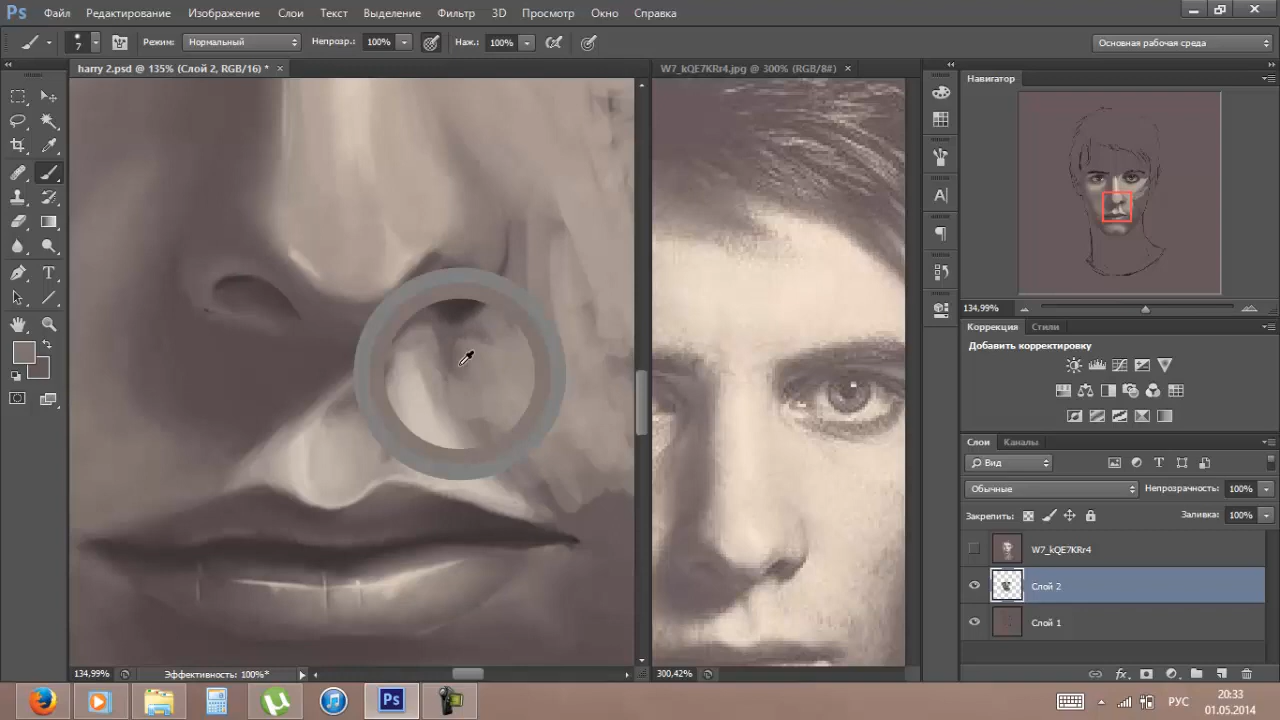 Ps Файл Редактирование Изображение Слои Текст Выделение Фильтр 3D Просмотр Окно Справка
7 Режим: Нормальный Непрозр.: 100% Наж.: 100% Основная рабочая среда
harry 2.psd @ 135% (Слой 2, RGB/16) * × W7_kQE7KRr4.jpg @ 300% (RGB/8#) ×
Навигатор
134,99%
Коррекция Стили
Добавить корректировку
Слои Каналы
Вид
Обычные Непрозрачность: 100%
Закрепить: Заливка: 100%
W7_kQE7KRr4
Слой 2
Слой 1
134,99% Эффективность: 100%* 300,42%
Ps РУС 20:33
01.05.2014